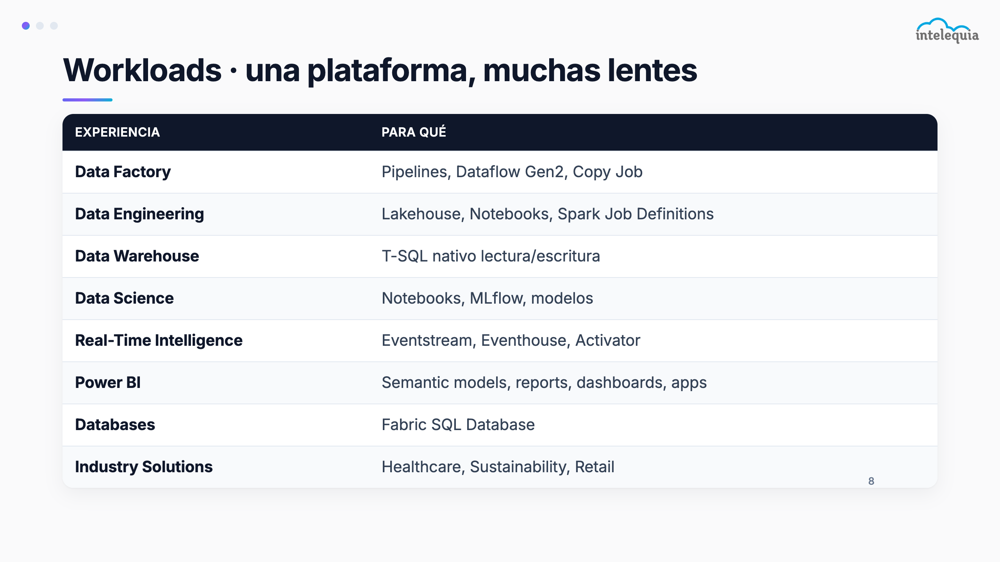 intelequia
Workloads · una plataforma, muchas lentes
EXPERIENCIA PARA QUÉ
Data Factory Pipelines, Dataflow Gen2, Copy Job
Data Engineering Lakehouse, Notebooks, Spark Job Definitions
Data Warehouse T-SQL nativo lectura/escritura
Data Science Notebooks, MLflow, modelos
Real-Time Intelligence Eventstream, Eventhouse, Activator
Power BI Semantic models, reports, dashboards, apps
Databases Fabric SQL Database
Industry Solutions Healthcare, Sustainability, Retail
8